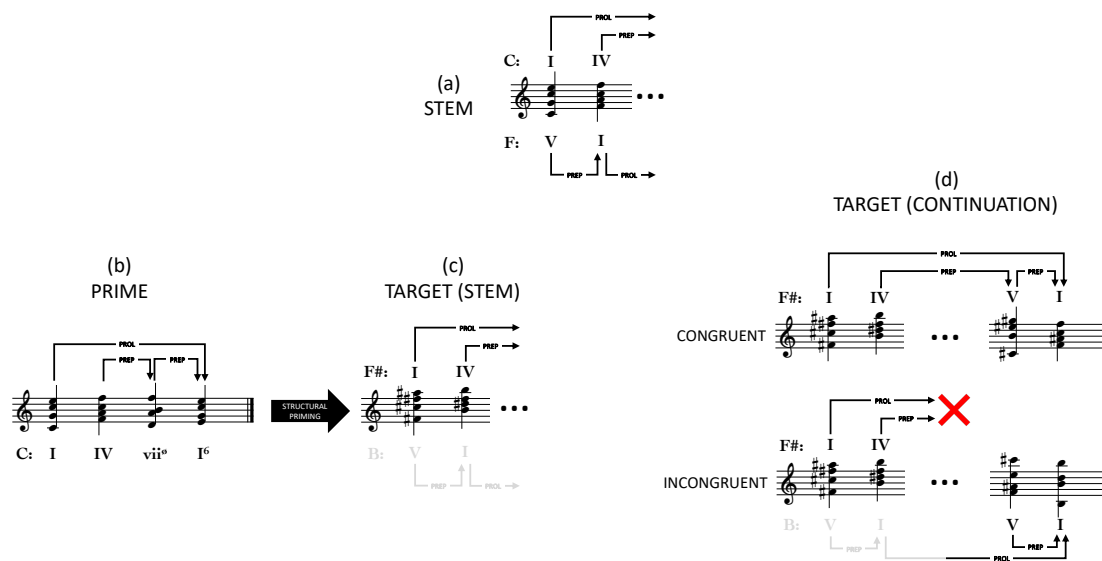 PROL
PREP
C: I IV
(a)
STEM
...
F: V I
PREP PROL
(d)
TARGET (CONTINUATION)
PROL
PREP PREP
F#: I IV V I
CONGRUENT ...
(b)
PRIME
PROL
PREP PREP
C: I IV viiø I6
STRUCTURAL
PRIMING
(c)
TARGET (STEM)
PROL
PREP
F#: I IV
...
B: V I
PREP PROL
PROL
PREP
F#: I IV
INCONGRUENT ...
B: V I V I
PREP PREP
PROL